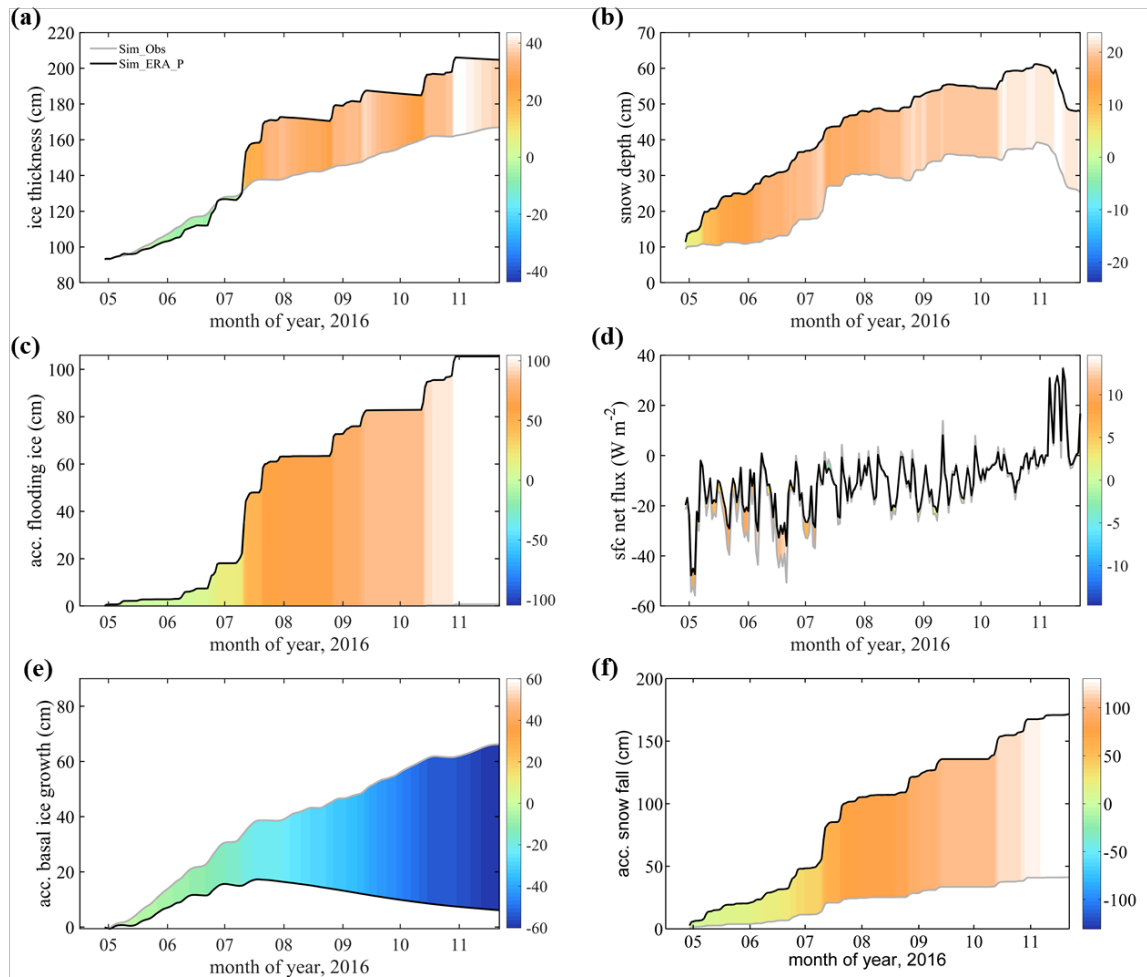 (a)
220
200
180
160
140
120
100
80
ice thickness (cm)
Sim_Obs
Sim_ERA_P
05 06 07 08 09 10 11
month of year, 2016
40
20
0
-20
-40
(b)
70
60
50
40
30
20
10
0
snow depth (cm)
05 06 07 08 09 10 11
month of year, 2016
20
10
0
-10
-20
(c)
100
80
60
40
20
0
acc. flooding ice (cm)
05 06 07 08 09 10 11
month of year, 2016
100
50
0
-50
-100
(d)
40
20
0
-20
-40
-60
sfc net flux (W m-2)
05 06 07 08 09 10 11
month of year, 2016
10
5
0
-5
-10
(e)
80
60
40
20
0
acc. basal ice growth (cm)
05 06 07 08 09 10 11
month of year, 2016
60
40
20
0
-20
-40
-60
(f)
200
150
100
50
0
acc. snow fall (cm)
05 06 07 08 09 10 11
month of year, 2016
100
50
0
-50
-100